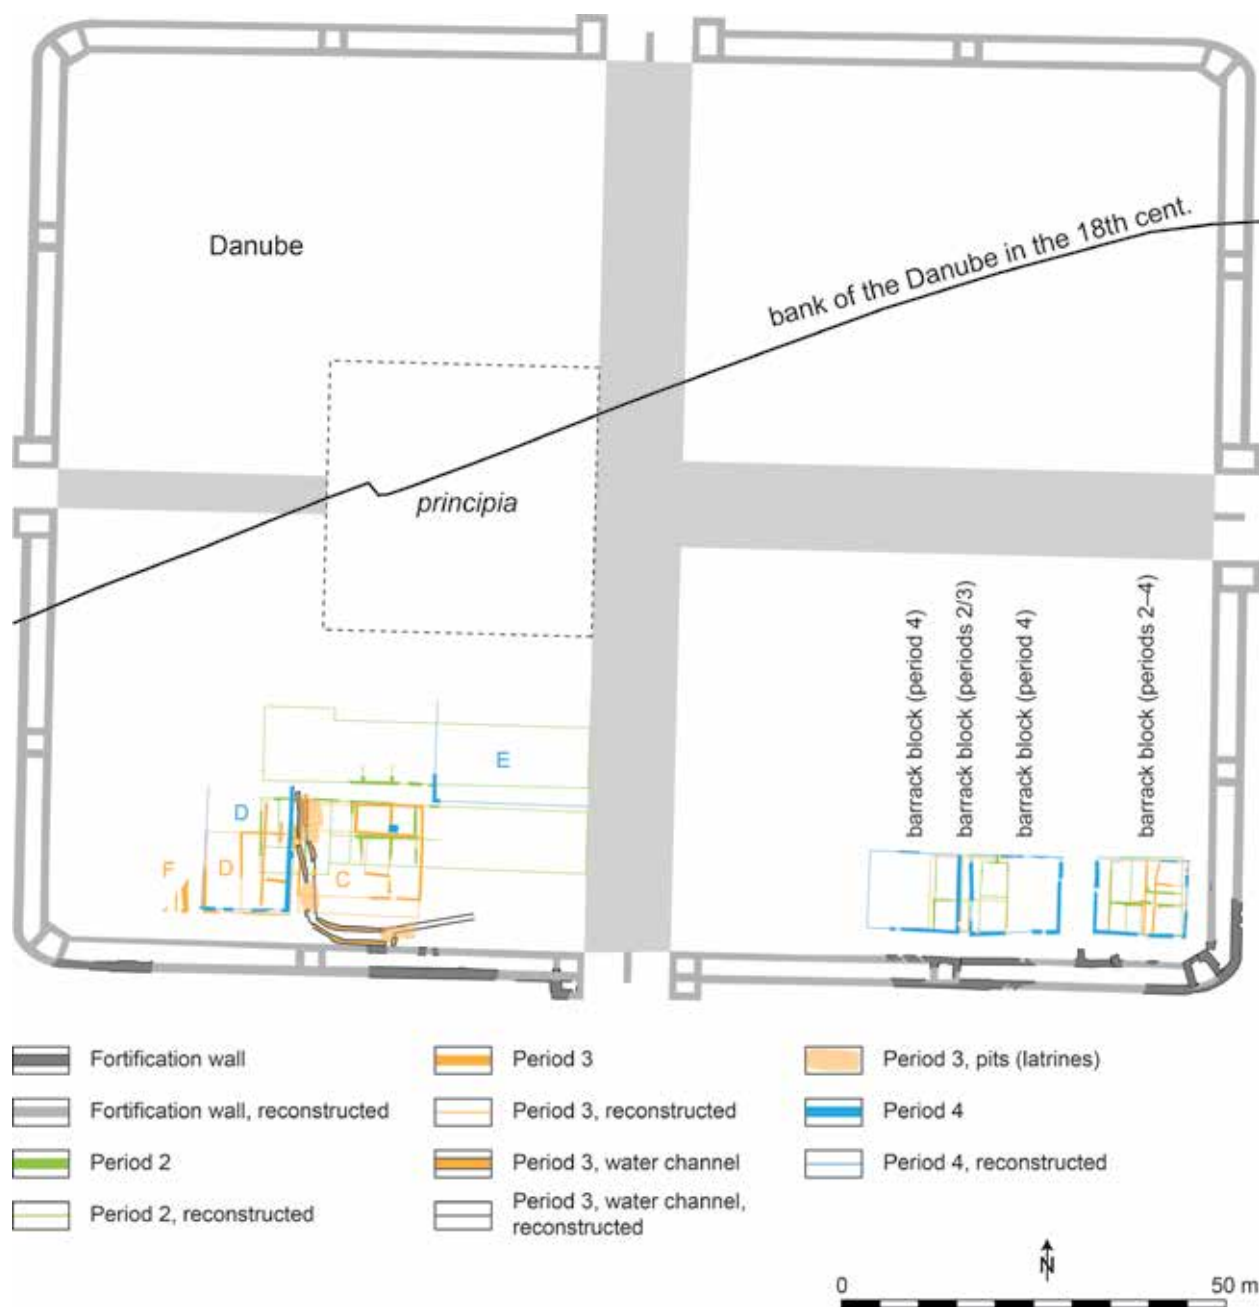 Danube
bank of the Danube in the 18th cent.
principia
barrack block (period 4)
barrack block (periods 2/3)
barrack block (period 4)
barrack block (periods 2–4)
E
D
F
D
C
Fortification wall
Fortification wall, reconstructed
Period 2
Period 2, reconstructed
Period 3
Period 3, reconstructed
Period 3, water channel
Period 3, water channel,
reconstructed
Period 3, pits (latrines)
Period 4
Period 4, reconstructed
N
0
50 m